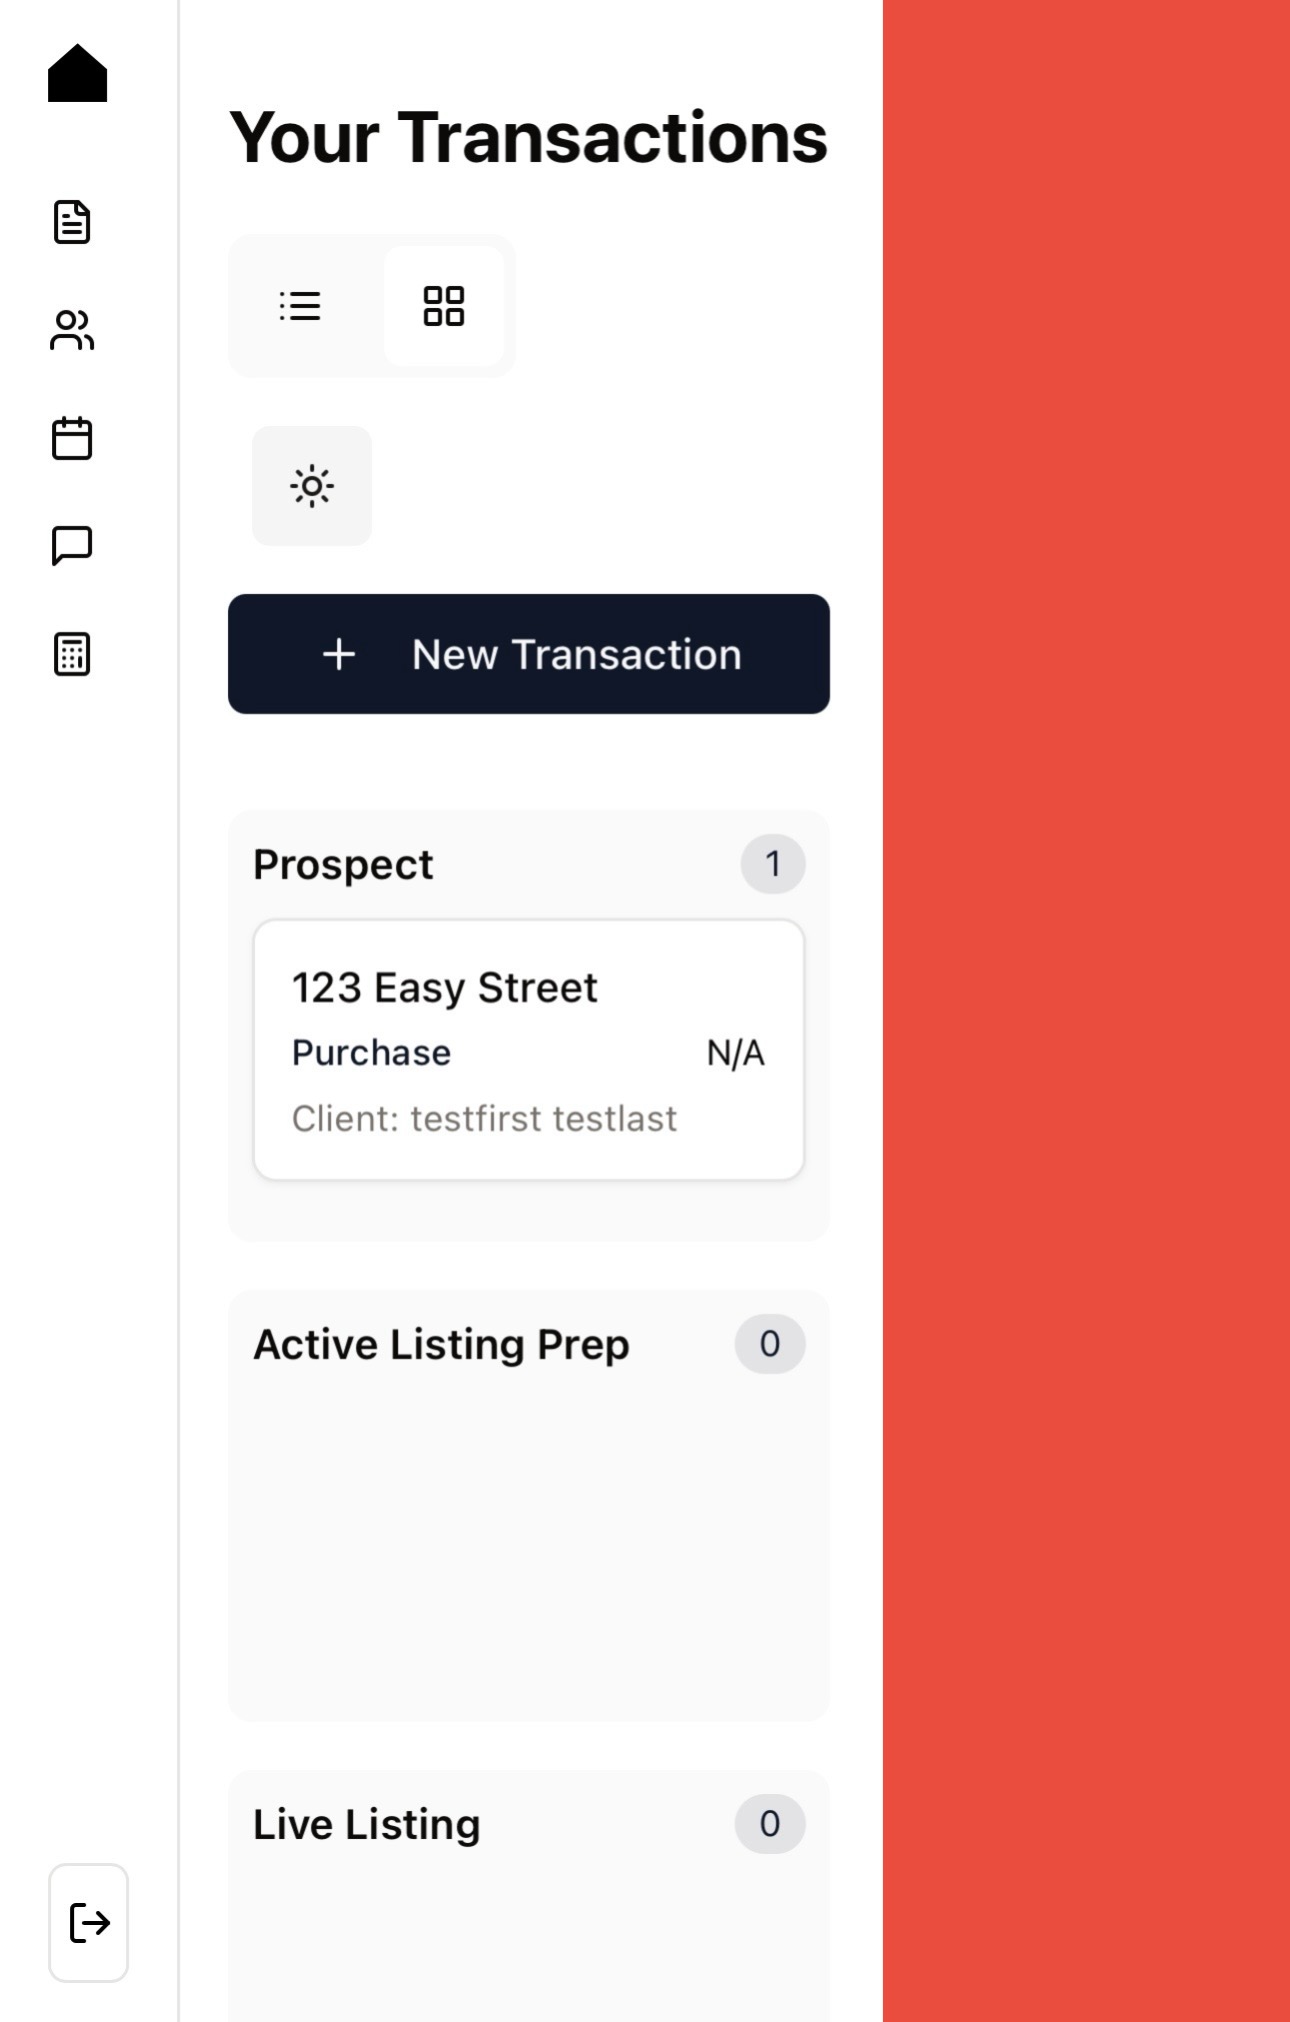 Your Transactions
New Transaction
Prospect 1
123 Easy Street
Purchase N/A
Client: testfirst testlast
Active Listing Prep 0
Live Listing 0